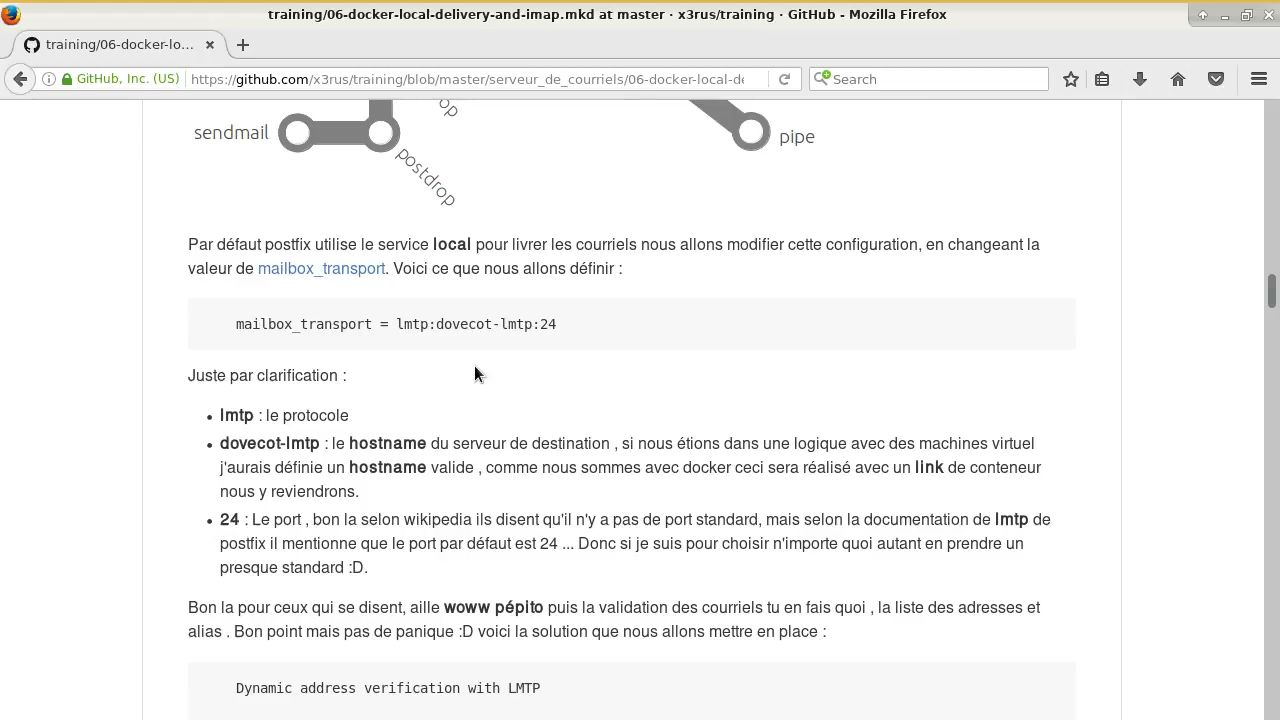 training/06-docker-local-delivery-and-imap.mkd at master · x3rus/training · GitHub - Mozilla Firefox
training/06-docker-lo...
GitHub, Inc. (US)
https://github.com/x3rus/training/blob/master/serveur_de_courriels/06-docker-local-de
Search
op
sendmail
pipe
postdrop
Par défaut postfix utilise le service local pour livrer les courriels nous allons modifier cette configuration, en changeant la
valeur de mailbox_transport. Voici ce que nous allons définir :
mailbox_transport = lmtp:dovecot-lmtp:24
Juste par clarification :
• lmtp : le protocole
• dovecot-lmtp : le hostname du serveur de destination , si nous étions dans une logique avec des machines virtuel
j'aurais définie un hostname valide , comme nous sommes avec docker ceci sera réalisé avec un link de conteneur
nous y reviendrons.
• 24 : Le port , bon la selon wikipedia ils disent qu'il n'y a pas de port standard, mais selon la documentation de lmtp de
postfix il mentionne que le port par défaut est 24 ... Donc si je suis pour choisir n'importe quoi autant en prendre un
presque standard :D.
Bon la pour ceux qui se disent, aille woww pépito puis la validation des courriels tu en fais quoi , la liste des adresses et
alias . Bon point mais pas de panique :D voici la solution que nous allons mettre en place :
Dynamic address verification with LMTP